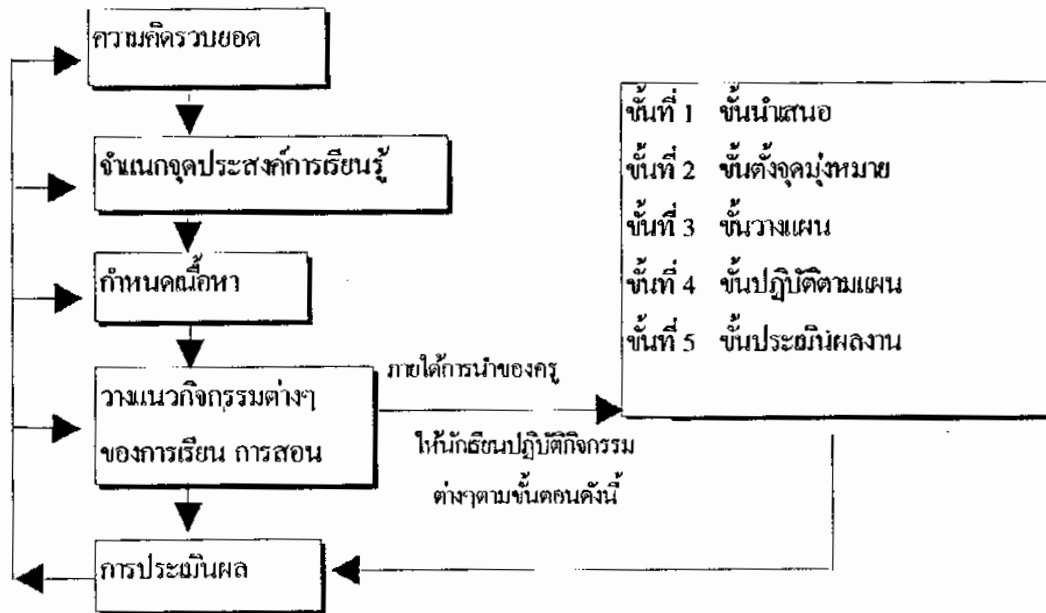 ความคิดรวบยอด
จำแนกจุดประสงค์การเรียนรู้
กำหนดเนื้อหา
วางแนวกิจกรรมต่างๆ
ของการเรียน การสอน
ภายใต้การนำของครู
ให้นักเรียนปฏิบัติกิจกรรม
ต่างๆตามขั้นตอนดังนี้
ขั้นที่ 1 ขั้นนำเสนอ
ขั้นที่ 2 ขั้นตั้งจุดมุ่งหมาย
ขั้นที่ 3 ขั้นวางแผน
ขั้นที่ 4 ขั้นปฏิบัติตามแผน
ขั้นที่ 5 ขั้นประเมินผลงาน
การประเมินผล